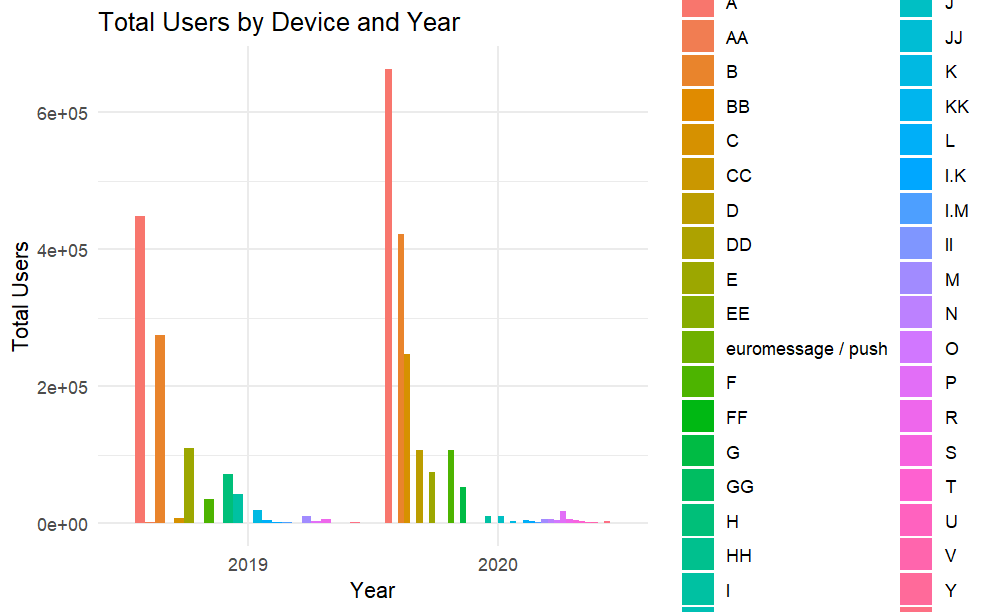 Total Users by Device and Year
6e+05
4e+05
2e+05
0e+00
Total Users
2019
2020
Year
A
AA
B
BB
C
CC
D
DD
E
EE
euromessage / push
F
FF
G
GG
H
HH
I
J
JJ
K
KK
L
I.K
I.M
II
M
N
O
P
R
S
T
U
V
Y